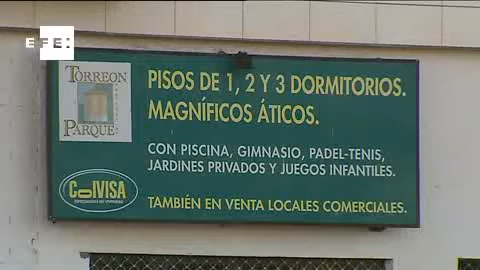 EFE:
TORREON
PARQUE
PISOS DE 1, 2 Y 3 DORMITORIOS.
MAGNÍFICOS ÁTICOS.
CON PISCINA, GIMNASIO, PADEL-TENIS,
JARDINES PRIVADOS Y JUEGOS INFANTILES.
COIVISA
TAMBIÉN EN VENTA LOCALES COMERCIALES.